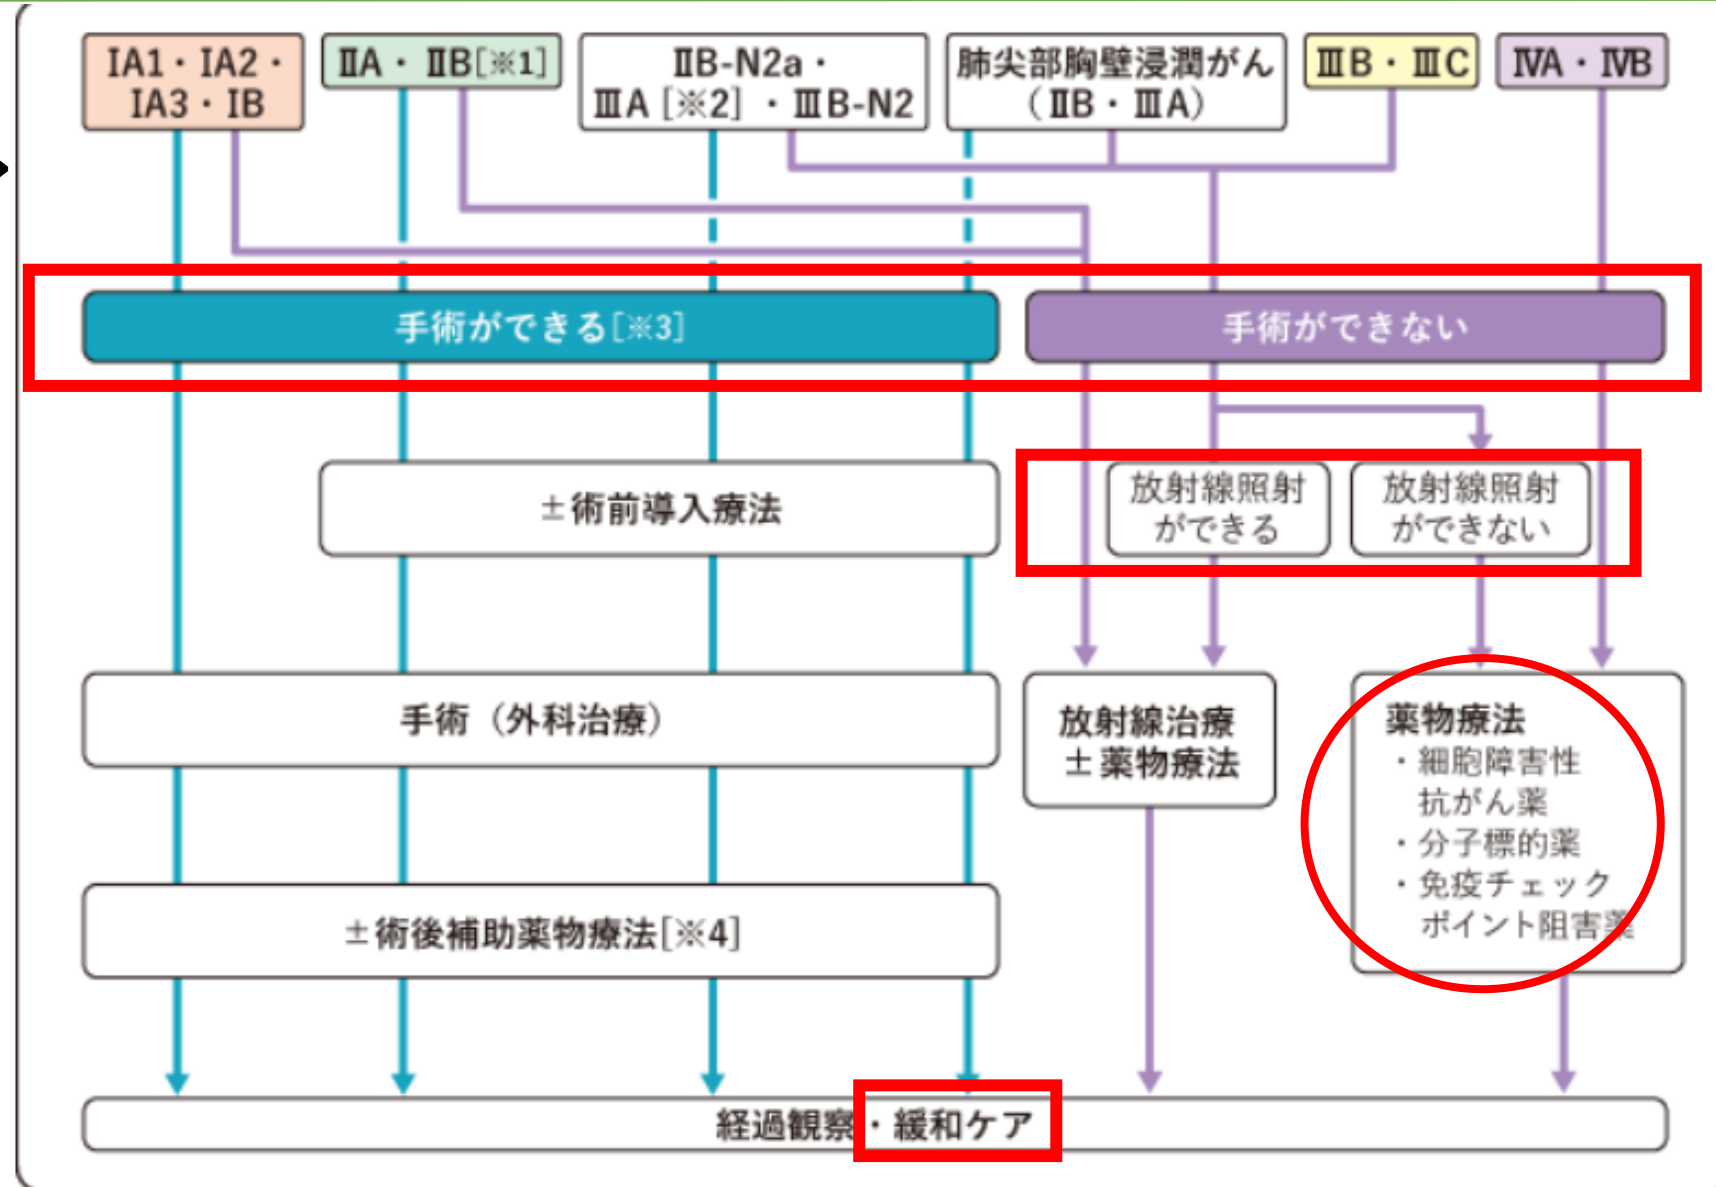 ⅠA1・ⅠA2・
ⅠA3・ⅠB
ⅡA・ⅡB[※1]
ⅡB-N2a・
ⅢA[※2]・ⅢB-N2
肺尖部胸壁浸潤がん
（ⅡB・ⅢA）
ⅢB・ⅢC
ⅣA・ⅣB
手術ができる[※3]
手術ができない
±術前導入療法
放射線照射
ができる
放射線照射
ができない
手術（外科治療）
放射線治療
±薬物療法
薬物療法
・細胞障害性
抗がん薬
・分子標的薬
・免疫チェック
ポイント阻害薬
±術後補助薬物療法[※4]
経過観察・緩和ケア